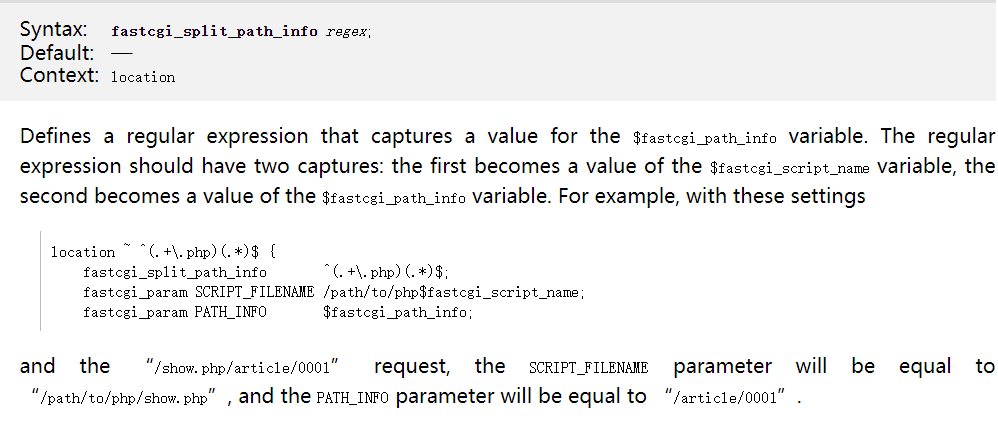 Syntax: fastcgi_split_path_info regex;
Default: —
Context: location
Defines a regular expression that captures a value for the $fastcgi_path_info variable. The regular
expression should have two captures: the first becomes a value of the $fastcgi_script_name variable, the
second becomes a value of the $fastcgi_path_info variable. For example, with these settings
location ~ ^(.+\.php)(.*)$ {
    fastcgi_split_path_info       ^(.+\.php)(.*)$;
    fastcgi_param SCRIPT_FILENAME /path/to/php$fastcgi_script_name;
    fastcgi_param PATH_INFO       $fastcgi_path_info;
and the “/show.php/article/0001” request, the SCRIPT_FILENAME parameter will be equal to
“/path/to/php/show.php”, and the PATH_INFO parameter will be equal to “/article/0001”.